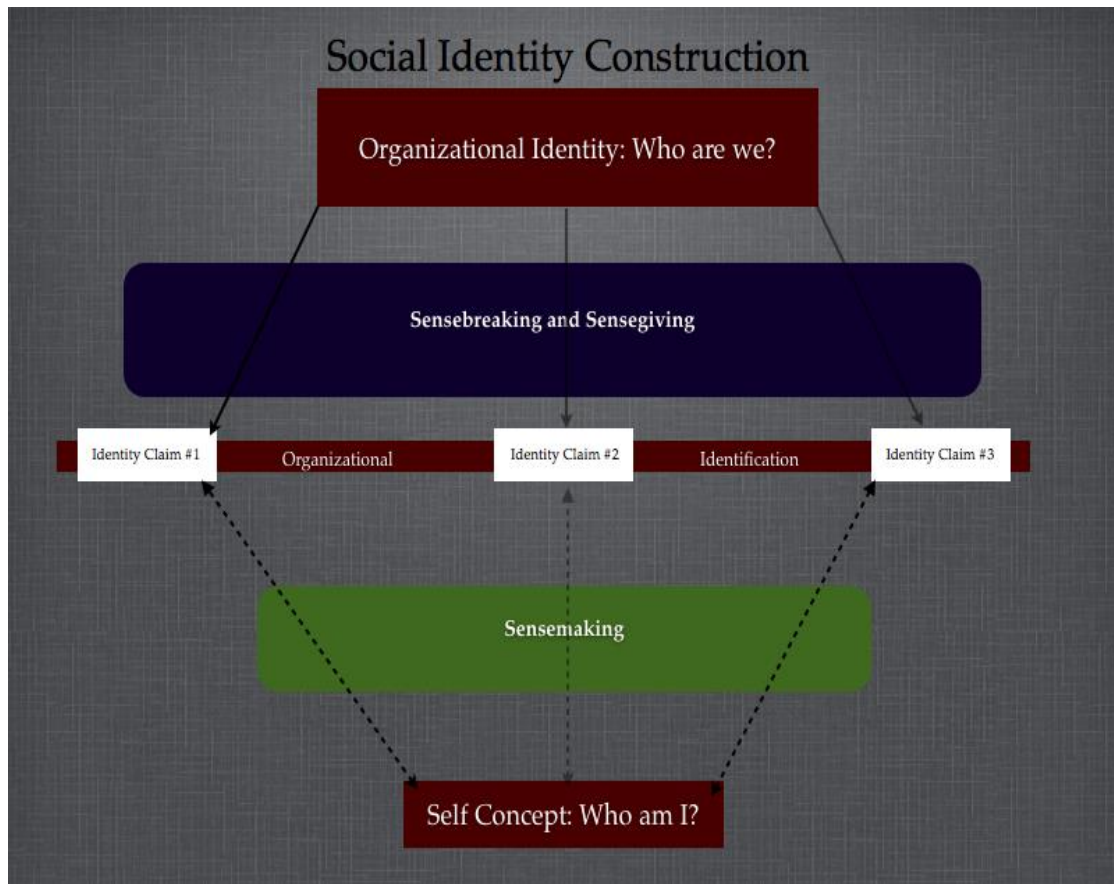 Social Identity Construction
Organizational Identity: Who are we?
Sensebreaking and Sensegiving
Identity Claim #1
Organizational
Identity Claim #2
Identification
Identity Claim #3
Sensemaking
Self Concept: Who am I?